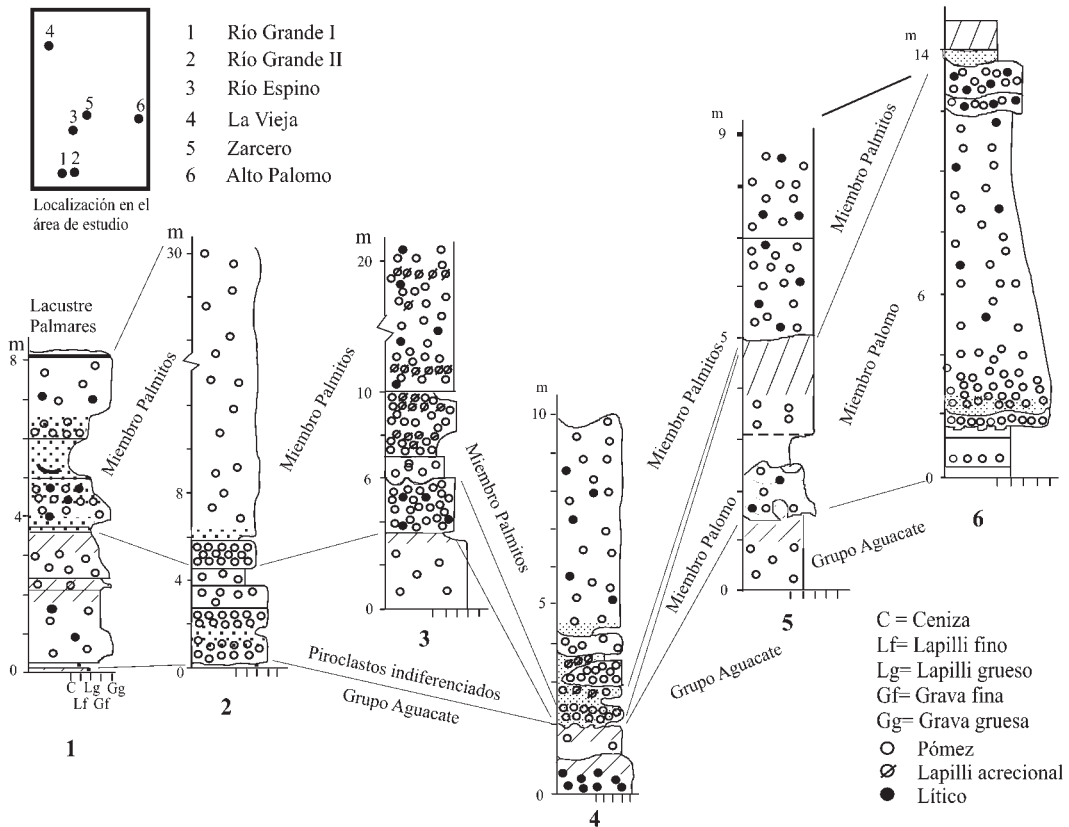 4
5
3
6
1 2
Localización en el
área de estudio
1 Río Grande I
2 Río Grande II
3 Río Espino
4 La Vieja
5 Zarcero
6 Alto Palomo
Lacustre
Palmares
m
8
4
0
C Lg Gg
Lf Gf
1
Miembro Palmitos
m
30
8
4
0
2
Miembro Palmitos
m
20
10
6
0
3
Piroclastos indiferenciados
Grupo Aguacate
Miembro Palmitos
m
10
5
0
4
Miembro Palmitos
Miembro Palomo
Grupo Aguacate
m
9
5
0
5
Miembro Palmitos
Miembro Palomo
Grupo Aguacate
m
14
6
0
6
C = Ceniza
Lf= Lapilli fino
Lg= Lapilli grueso
Gf= Grava fina
Gg= Grava gruesa
Pómez
Lapilli acrecional
Lítico